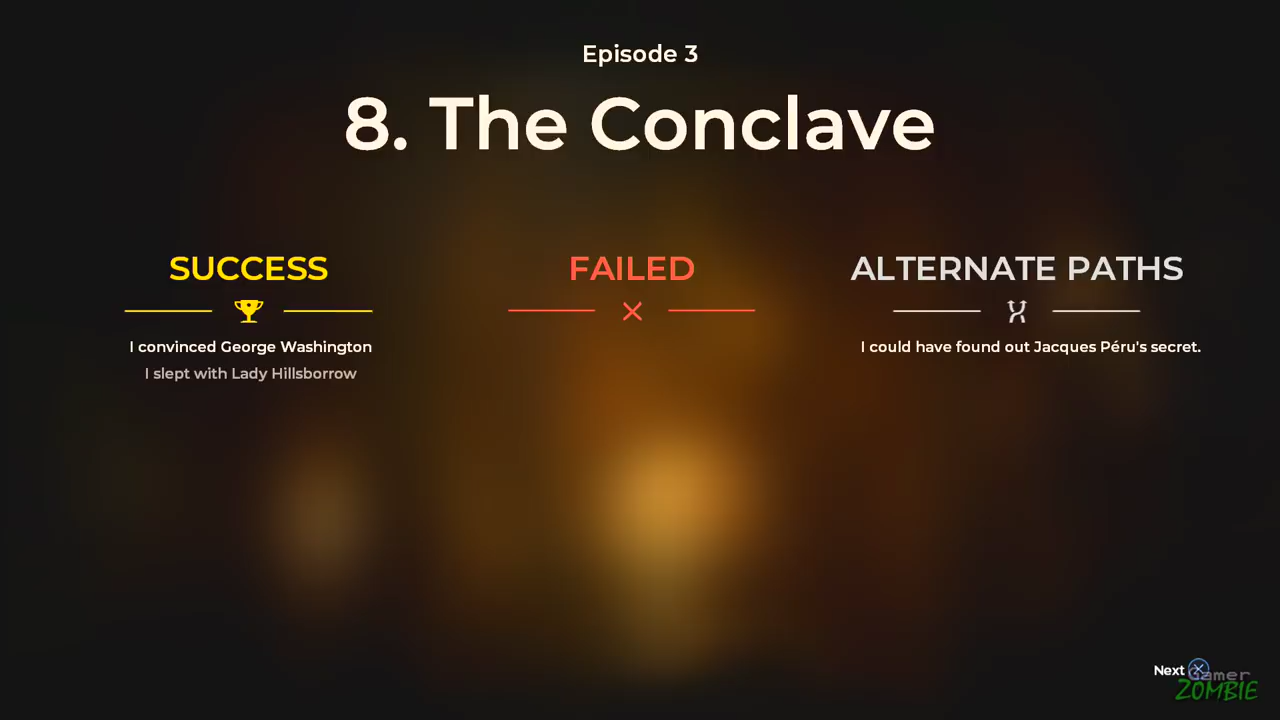 Episode 3
8. The Conclave
SUCCESS
FAILED
ALTERNATE PATHS
I convinced George Washington
I slept with Lady Hillsborrow
I could have found out Jacques Péru's secret.
Next
Gamer
ZOMBIE